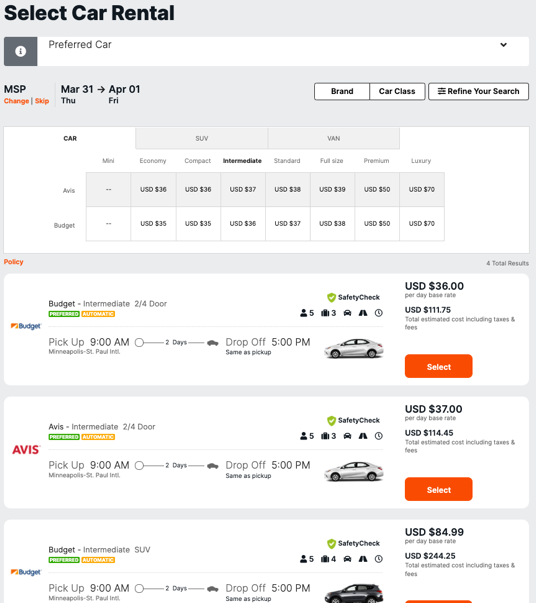 Select Car Rental
Preferred Car
MSP
Change | Skip
Mar 31 → Apr 01
Thu Fri
Brand
Car Class
Refine Your Search
CAR
SUV
VAN
Mini Economy Compact Intermediate Standard Full size Premium Luxury
Avis -- USD $36 USD $36 USD $37 USD $38 USD $39 USD $50 USD $70
Budget -- USD $35 USD $35 USD $36 USD $37 USD $38 USD $50 USD $70
Policy
4 Total Results
Budget
Budget - Intermediate 2/4 Door
PREFERRED AUTOMATIC
SafetyCheck
5 3
Pick Up 9:00 AM 2 Days Drop Off 5:00 PM
Minneapolis-St. Paul Intl. Same as pickup
USD $36.00
per day base rate
USD $111.75
Total estimated cost including taxes &
fees
Select
AVIS
Avis - Intermediate 2/4 Door
PREFERRED AUTOMATIC
SafetyCheck
5 3
Pick Up 9:00 AM 2 Days Drop Off 5:00 PM
Minneapolis-St. Paul Intl. Same as pickup
USD $37.00
per day base rate
USD $114.45
Total estimated cost including taxes &
fees
Select
Budget
Budget - Intermediate SUV
PREFERRED AUTOMATIC
SafetyCheck
5 4
Pick Up 9:00 AM 2 Days Drop Off 5:00 PM
Minneapolis-St. Paul Intl. Same as pickup
USD $84.99
per day base rate
USD $244.25
Total estimated cost including taxes &
fees